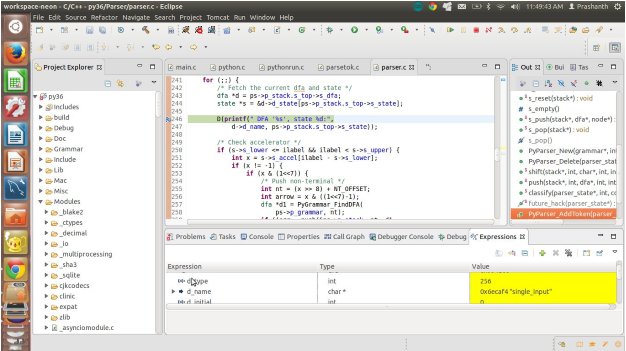 workspace-neon - C/C++ - py36/Parser/parser.c - Eclipse
11:49:43 AM Prashanth
File Edit Source Refactor Navigate Search Project Tomcat Run Window Help
Project Explorer
py36
Includes
build
Debug
Doc
Grammar
Include
Lib
Mac
Misc
Modules
_blake2
_ctypes
_decimal
_io
_multiprocessing
_sha3
_sqlite
cjkcodecs
clinic
expat
zlib
_asynciomodule.c
main.c python.c pythonrun.c parsetok.c parser.c
241 for (;;) {
242 /* Fetch the current dfa and state */
243 dfa *d = ps->p_stack.s_top->s_dfa;
244 state *s = &d->d_state[ps->p_stack.s_top->s_state];
245
246 D(printf(" DFA '%s', state %d:",
247 d->d_name, ps->p_stack.s_top->s_state));
248
249 /* Check accelerator */
250 if (s->s_lower <= ilabel && ilabel < s->s_upper) {
251 int x = s->s_accel[ilabel - s->s_lower];
252 if (x != -1) {
253 if (x & (1<<7)) {
254 /* Push non-terminal */
255 int nt = (x >> 8) + NT_OFFSET;
256 int arrow = x & ((1<<7)-1);
257 dfa *d1 = PyGrammar_FindDFA(
258 ps->p_grammar, nt);
Out Bui Tas
s_reset(stack*) : void
s_empty()
s_push(stack*, dfa*, node*)
s_pop(stack*) : void
s_pop()
PyParser_New(grammar*, int
PyParser_Delete(parser_stat
shift(stack*, int, char*, int, in
push(stack*, int, dfa*, int, int
classify(parser_state*, int, co
future_hack(parser_state*)
PyParser_AddToken(parser_
Problems Tasks Console Properties Call Graph Debugger Console Debug Expressions
Expression Type Value
d_type int 256
d_name char * 0x6ecaf4 "single_input"
d_initial int 0